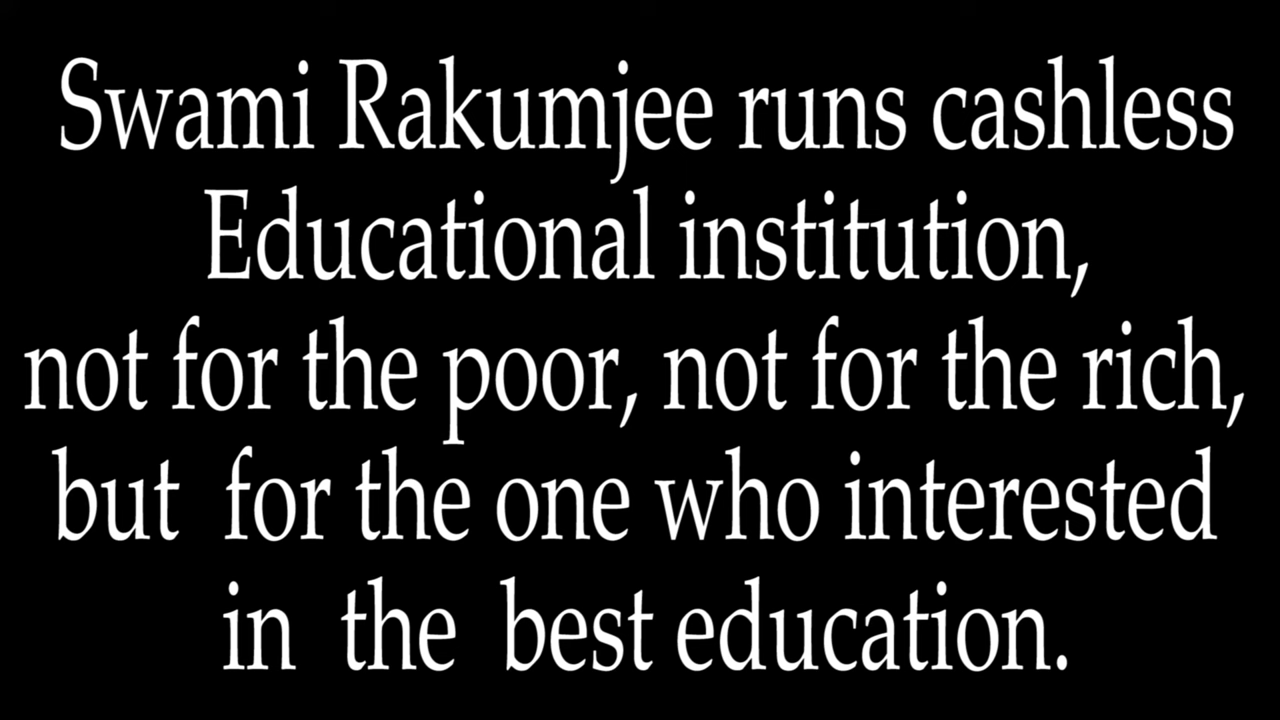 Swami Rakumjee runs cashless
Educational institution,
not for the poor, not for the rich,
but for the one who interested
in the best education.